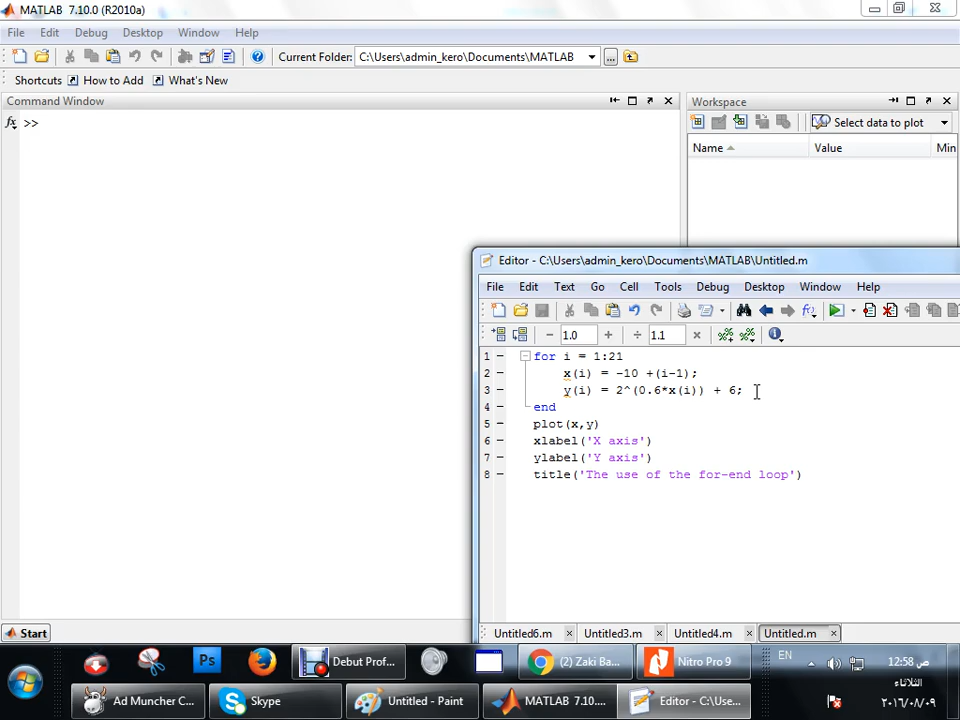 MATLAB 7.10.0 (R2010a)
File Edit Debug Desktop Window Help
Current Folder: C:\Users\admin_kero\Documents\MATLAB ...
Shortcuts How to Add What's New
Command Window
fx >>
Workspace
Select data to plot
Name Value Min
Editor - C:\Users\admin_kero\Documents\MATLAB\Untitled.m
File Edit Text Go Cell Tools Debug Desktop Window Help
− 1.0 + ÷ 1.1 ×
1 − for i = 1:21
2 − x(i) = -10 +(i-1);
3 − y(i) = 2^(0.6*x(i)) + 6;
4 − end
5 − plot(x,y)
6 − xlabel('X axis')
7 − ylabel('Y axis')
8 − title('The use of the for-end loop')
Untitled6.m Untitled3.m Untitled4.m Untitled.m
Start
Ps Debut Prof... (2) Zaki Ba... Nitro Pro 9 EN
12:58 ص
الثلاثاء
٢٠١٦/٠٨/٠٩
Ad Muncher C... Skype Untitled - Paint MATLAB 7.10.... Editor - C:\Use...